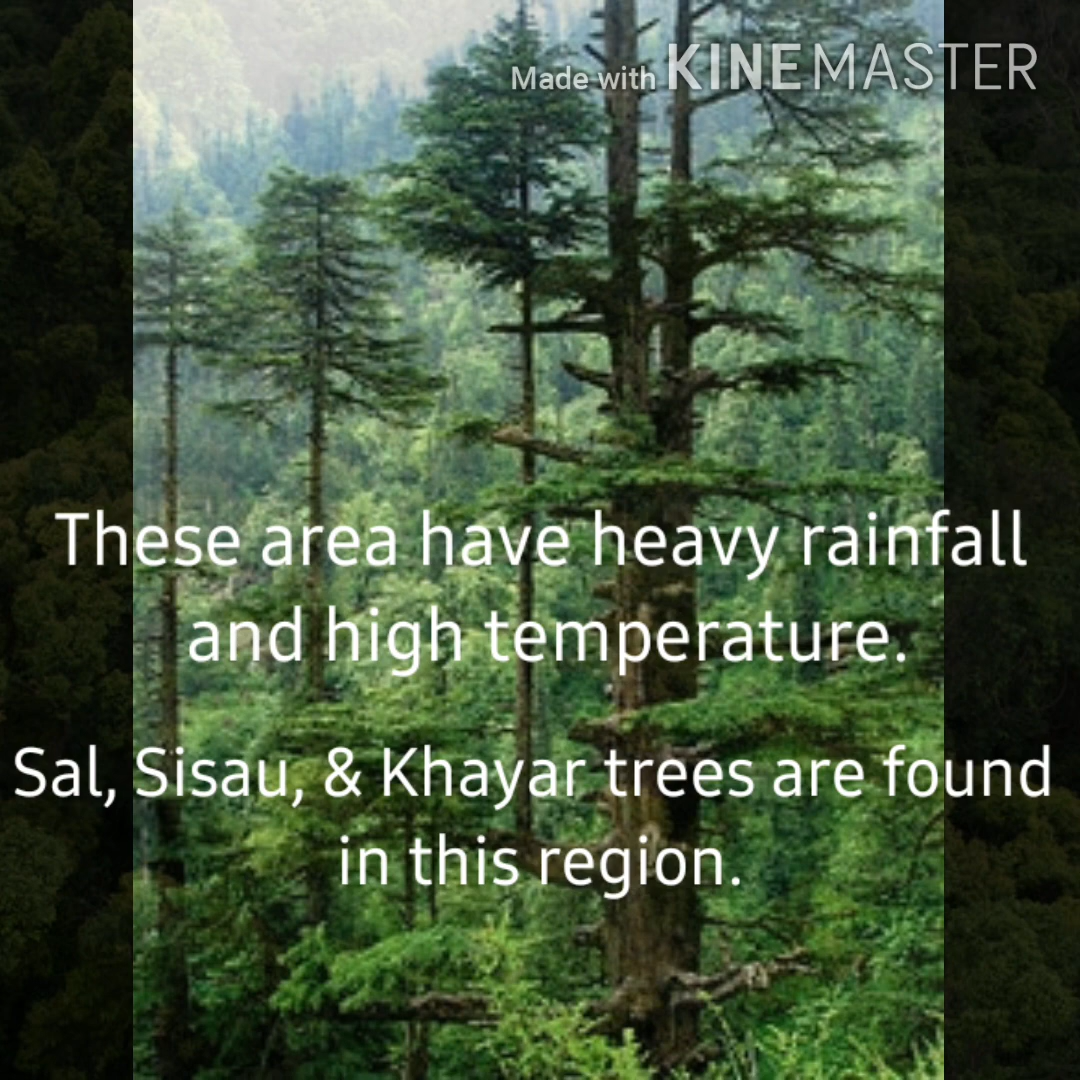 Made with KINEMASTER
These area have heavy rainfall
and high temperature.
Sal, Sisau, & Khayar trees are found
in this region.